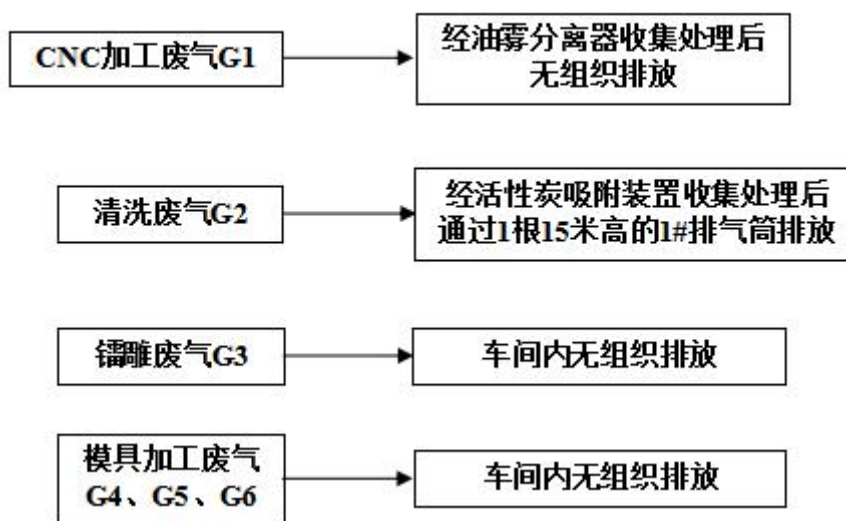 CNC加工废气G1
经油雾分离器收集处理后
无组织排放
清洗废气G2
经活性炭吸附装置收集处理后
通过1根15米高的1#排气筒排放
镭雕废气G3
车间内无组织排放
模具加工废气
G4、G5、G6
车间内无组织排放